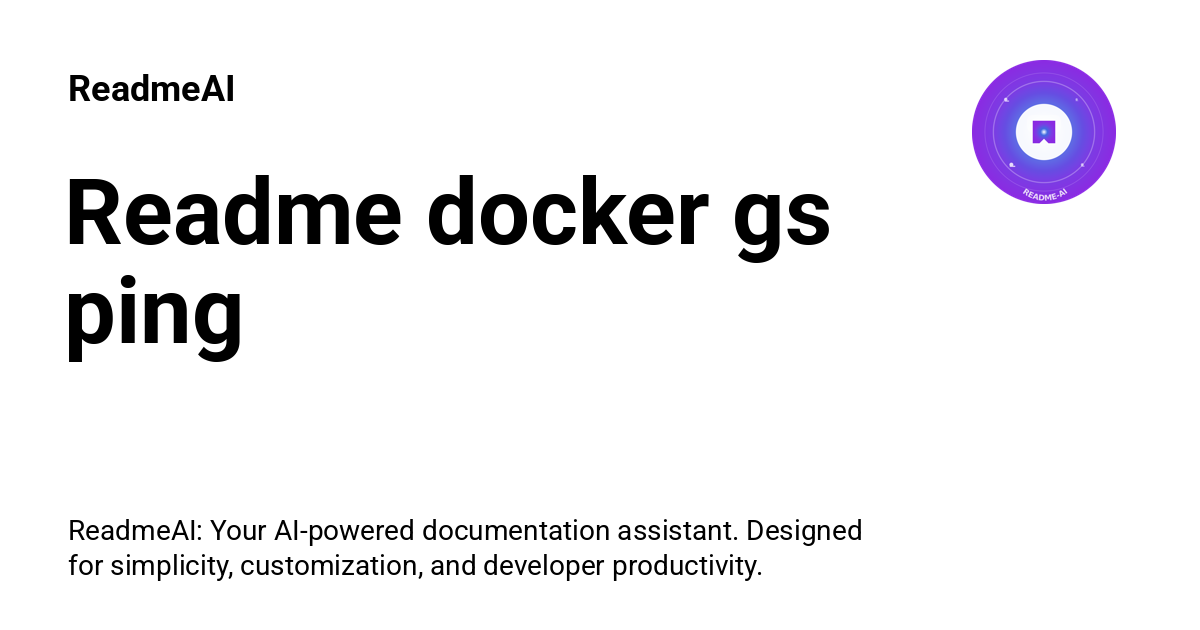 ReadmeAI
README-AI
Readme docker gs
ping
ReadmeAI: Your AI-powered documentation assistant. Designed
for simplicity, customization, and developer productivity.